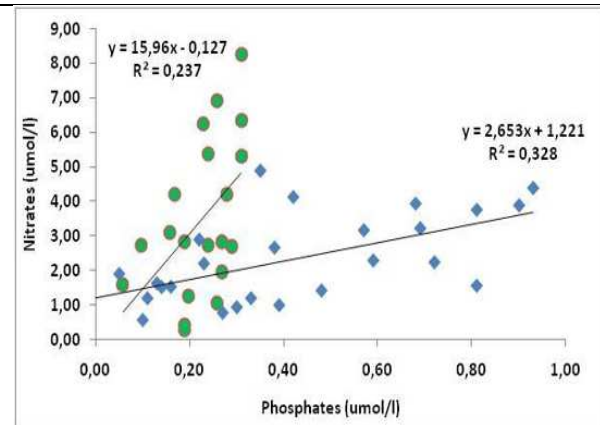 9,00
y = 15,96x - 0,127
R² = 0,237
8,00
7,00
6,00
y = 2,653x + 1,221
R² = 0,328
5,00
4,00
3,00
2,00
1,00
0,00
Nitrates (umol/l)
0,00 0,20 0,40 0,60 0,80 1,00
Phosphates (umol/l)